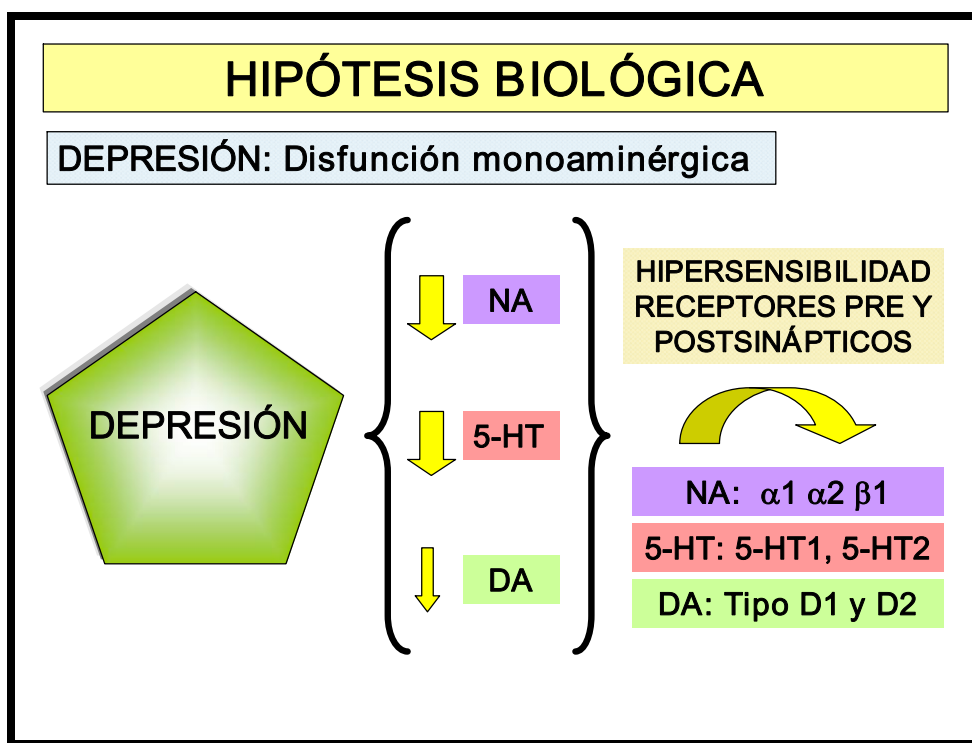 HIPÓTESIS BIOLÓGICA
DEPRESIÓN: Disfunción monoaminérgica
DEPRESIÓN
NA
5-HT
DA
HIPERSENSIBILIDAD
RECEPTORES PRE Y
POSTSINÁPTICOS
NA: α1 α2 β1
5-HT: 5-HT1, 5-HT2
DA: Tipo D1 y D2